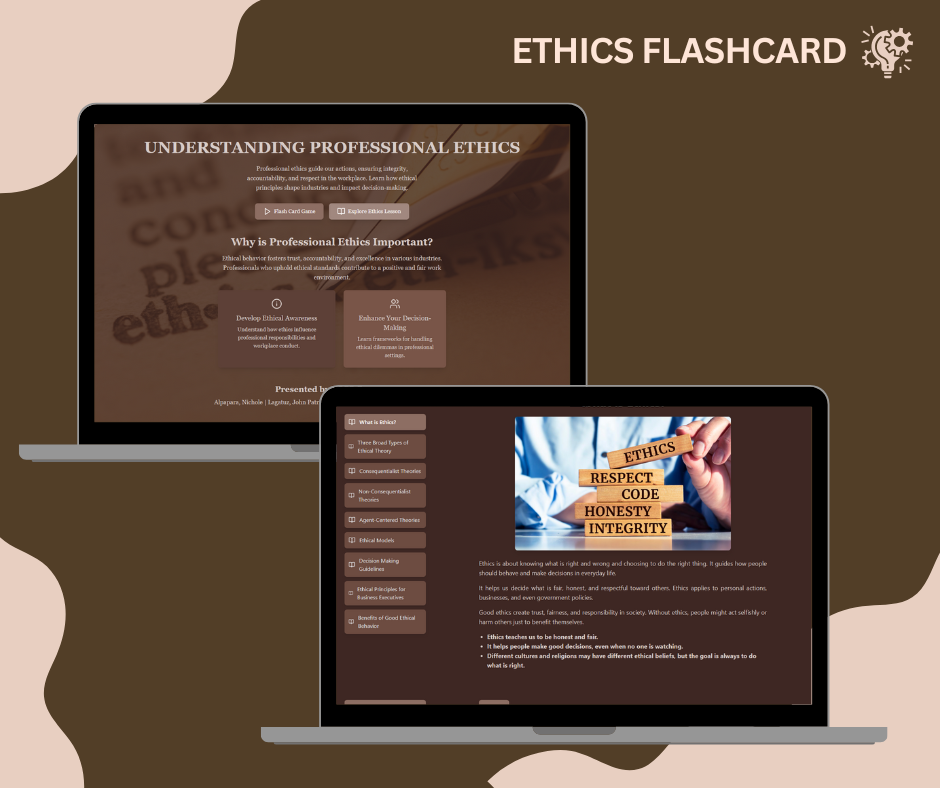 ETHICS FLASHCARD
UNDERSTANDING PROFESSIONAL ETHICS
Professional ethics guide our actions, ensuring integrity,
accountability, and respect in the workplace. Learn how ethical
principles shape industries and impact decision-making.
Flash Card Game
Explore Ethics Lesson
Why is Professional Ethics Important?
Ethical behavior fosters trust, accountability, and excellence in various industries.
Professionals who uphold ethical standards contribute to a positive and fair work
environment.
Develop Ethical Awareness
Understand how ethics influence
professional responsibilities and
workplace conduct.
Enhance Your Decision-
Making
Learn frameworks for handling
ethical dilemmas in professional
settings.
Presented
Alpapara, Nichole | Legatuz, John
What is Ethics?
Three Broad Types of
Ethical Theory
Consequentialist Theories
Non-Consequentialist
Theories
Agent-Centered Theories
Ethical Models
Decision Making
Guidelines
Ethical Principles for
Business Executives
Benefits of Good Ethical
Behavior
ETHICS
RESPECT
CODE
HONESTY
INTEGRITY
Ethics is about knowing what is right and wrong and choosing to do the right thing. It guides how people
should behave and make decisions in everyday life.
It helps us decide what is fair, honest, and respectful toward others. Ethics applies to personal actions,
businesses, and even government policies.
Good ethics create trust, fairness, and responsibility in society. Without ethics, people might act selfishly or
harm others just to benefit themselves.
• Ethics teaches us to be honest and fair.
• It helps people make good decisions, even when no one is watching.
• Different cultures and religions may have different ethical beliefs, but the goal is always to do
what is right.